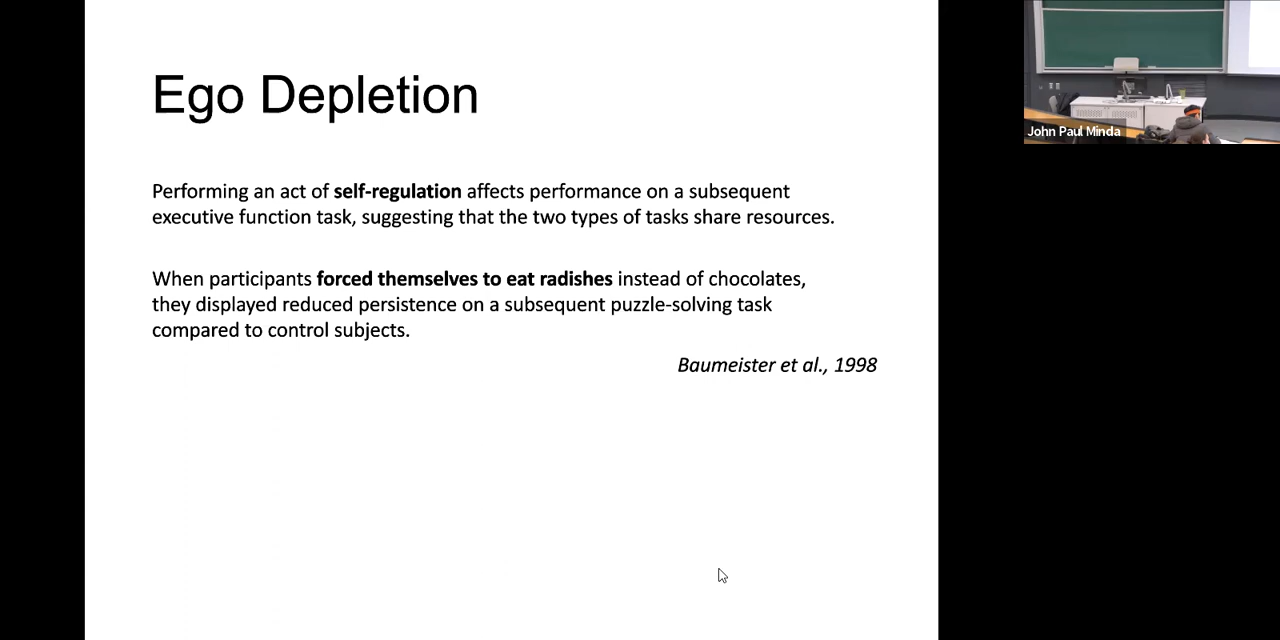 Ego Depletion
Performing an act of self-regulation affects performance on a subsequent
executive function task, suggesting that the two types of tasks share resources.
When participants forced themselves to eat radishes instead of chocolates,
they displayed reduced persistence on a subsequent puzzle-solving task
compared to control subjects.
Baumeister et al., 1998
John Paul Minda